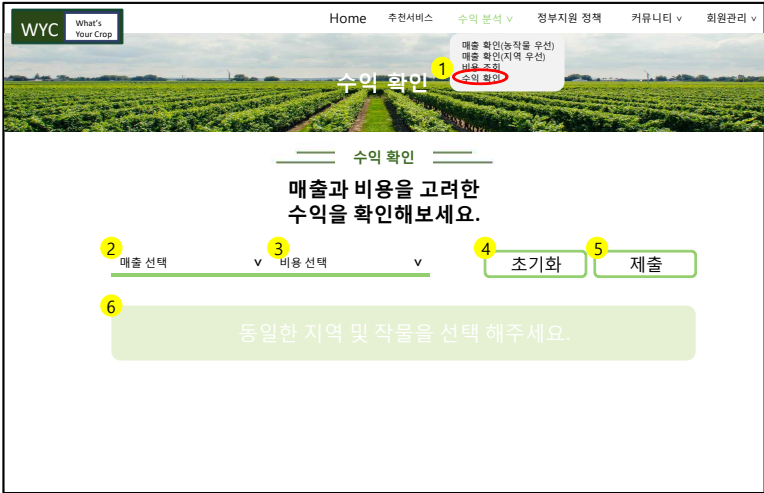 WYC
What's
Your Crop
Home 추천서비스 수익 분석 ∨ 정부지원 정책 커뮤니티 ∨ 회원관리 ∨
매출 확인(농작물 우선)
매출 확인(지역 우선)
비용 조회
수익 확인
1
수익 확인
수익 확인
매출과 비용을 고려한
수익을 확인해보세요.
2 3 4 5
매출 선택 ∨ 비용 선택 ∨ 초기화 제출
6
동일한 지역 및 작물을 선택 해주세요.